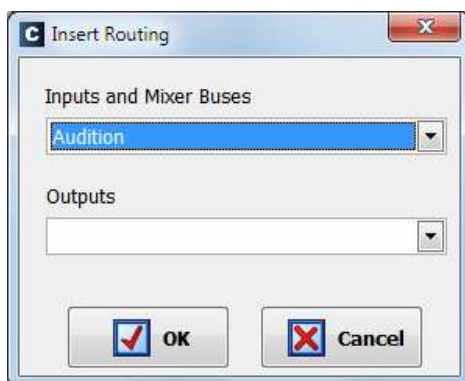 C Insert Routing
Inputs and Mixer Buses
Audition
Outputs
OK Cancel